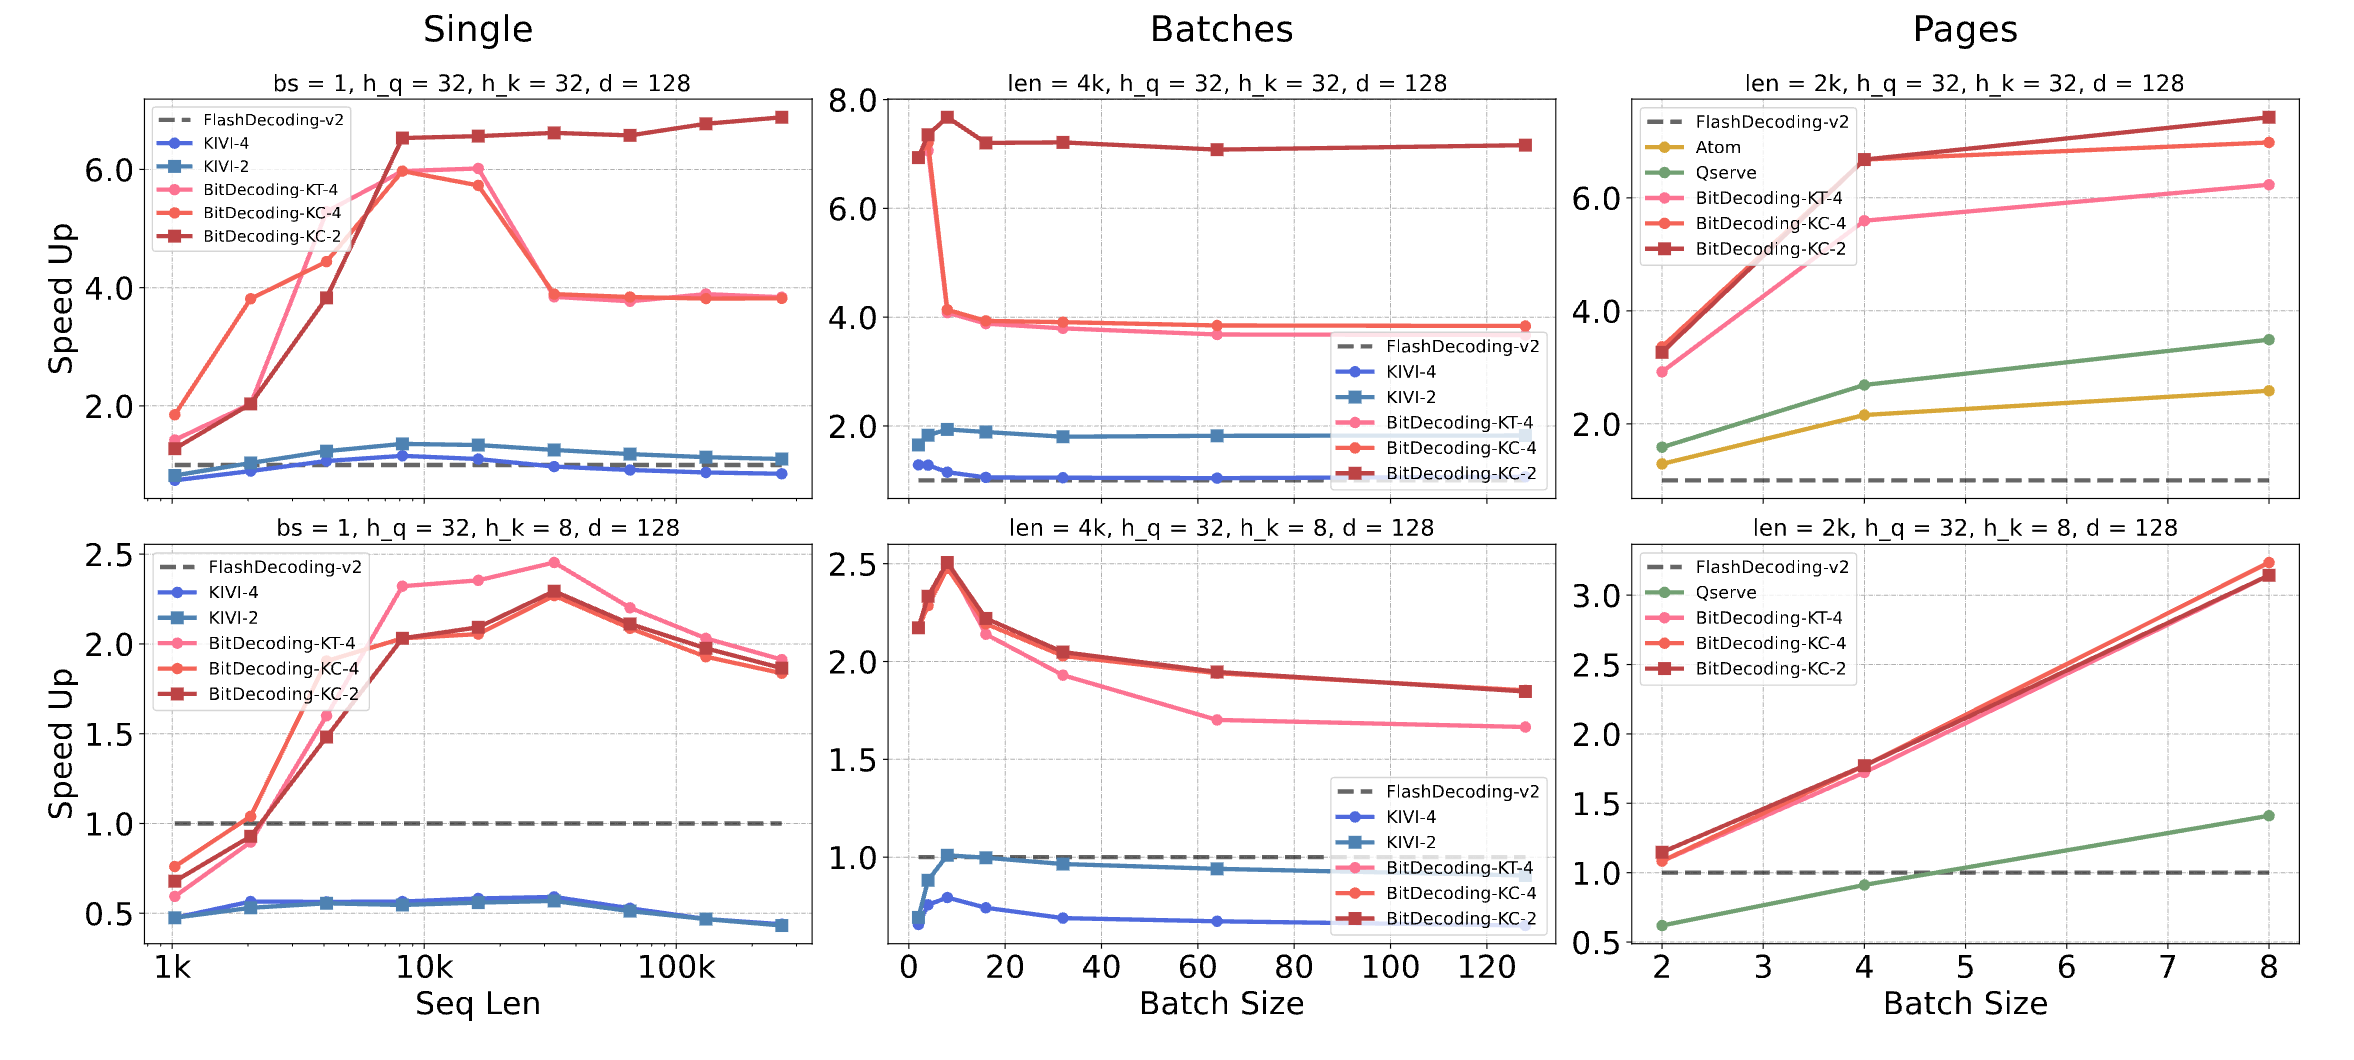 Single
Batches
Pages
bs = 1, h_q = 32, h_k = 32, d = 128
Speed Up
6.0
4.0
2.0
FlashDecoding-v2
KIVI-4
KIVI-2
BitDecoding-KT-4
BitDecoding-KC-4
BitDecoding-KC-2
len = 4k, h_q = 32, h_k = 32, d = 128
8.0
6.0
4.0
2.0
FlashDecoding-v2
KIVI-4
KIVI-2
BitDecoding-KT-4
BitDecoding-KC-4
BitDecoding-KC-2
len = 2k, h_q = 32, h_k = 32, d = 128
6.0
4.0
2.0
FlashDecoding-v2
Atom
Qserve
BitDecoding-KT-4
BitDecoding-KC-4
BitDecoding-KC-2
bs = 1, h_q = 32, h_k = 8, d = 128
Speed Up
2.5
2.0
1.5
1.0
0.5
FlashDecoding-v2
KIVI-4
KIVI-2
BitDecoding-KT-4
BitDecoding-KC-4
BitDecoding-KC-2
1k 10k 100k
Seq Len
len = 4k, h_q = 32, h_k = 8, d = 128
2.5
2.0
1.5
1.0
FlashDecoding-v2
KIVI-4
KIVI-2
BitDecoding-KT-4
BitDecoding-KC-4
BitDecoding-KC-2
0 20 40 60 80 100 120
Batch Size
len = 2k, h_q = 32, h_k = 8, d = 128
3.0
2.5
2.0
1.5
1.0
0.5
FlashDecoding-v2
Qserve
BitDecoding-KT-4
BitDecoding-KC-4
BitDecoding-KC-2
2 3 4 5 6 7 8
Batch Size